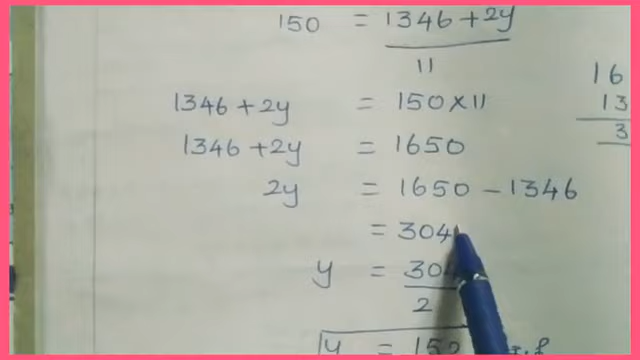 150 = 1346 + 2y
11
1346 + 2y = 150 × 11
1346 + 2y = 1650
2y = 1650 - 1346
= 304
y = 304
2
16
13
3
y = 152